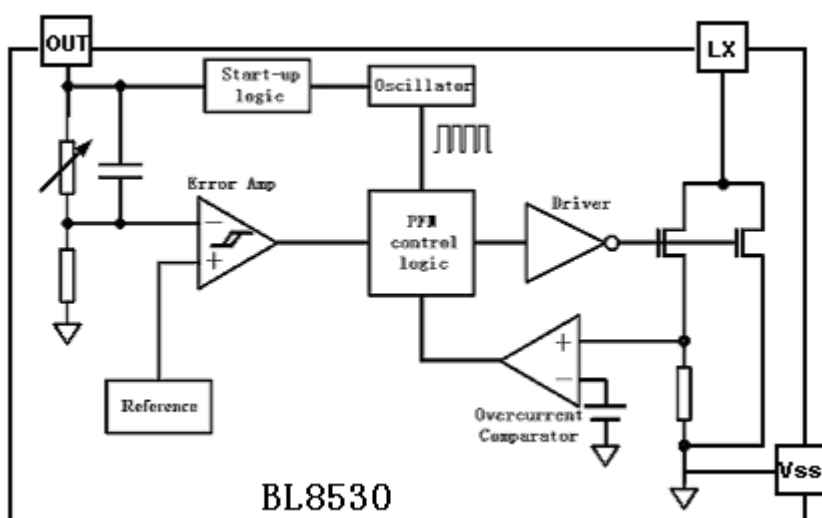 OUT
LX
Start-up
logic
Oscillator
Error Amp
PFM
control
logic
Driver
Reference
Overcurrent
Comparator
Vss
BL8530